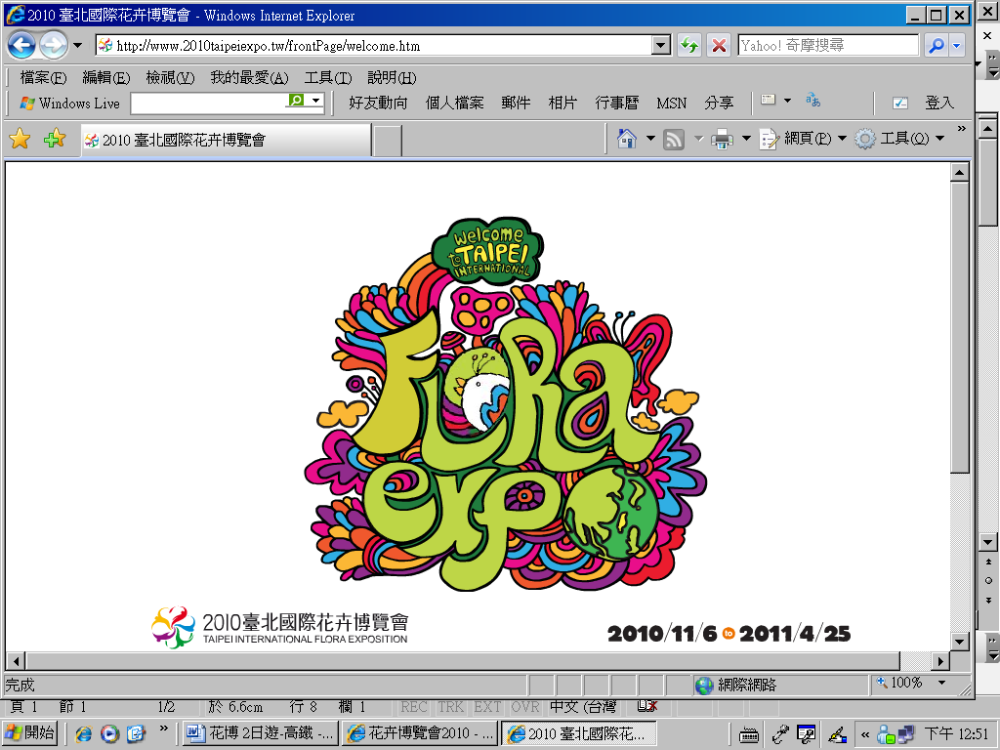 2010 臺北國際花卉博覽會 - Windows Internet Explorer
http://www.2010taipeiexpo.tw/frontPage/welcome.htm
Yahoo! 奇摩搜尋
檔案(F) 編輯(E) 檢視(V) 我的最愛(A) 工具(T) 說明(H)
Windows Live 好友動向 個人檔案 郵件 相片 行事曆 MSN 分享 登入
2010 臺北國際花卉博覽會 網頁(P) 工具(O) »
Welcome
to TAIPEI
INTERNATIONAL
Flora
expo
2010臺北國際花卉博覽會
TAIPEI INTERNATIONAL FLORA EXPOSITION
2010/11/6 to 2011/4/25
完成 網際網路 100%
頁 1 節 1 1/2 於 6.6cm 行 8 欄 1 REC TRK EXT OVR 中文 (台灣
開始 » 花博 2日遊-高鐵 -... 花卉博覽會2010 - ... 2010 臺北國際花... « 下午 12:51